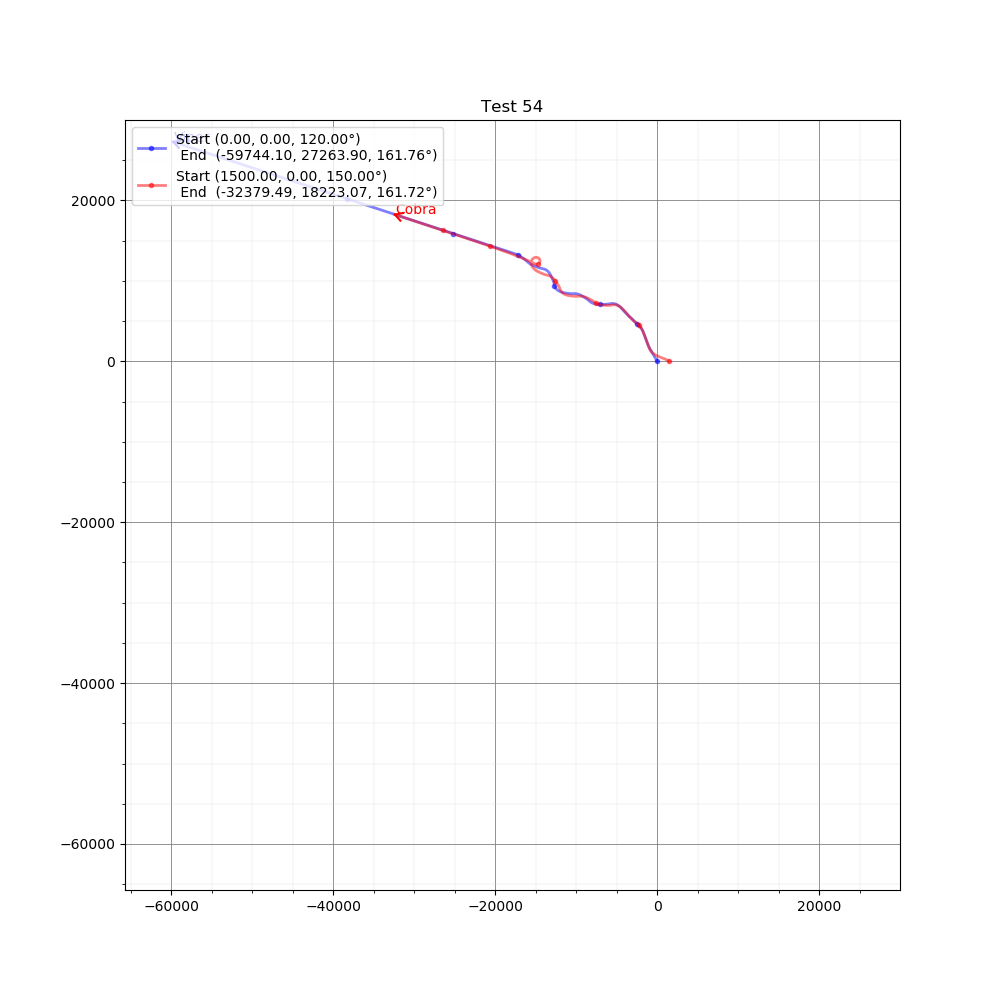 Test 54
Start (0.00, 0.00, 120.00°)
End  (-59744.10, 27263.90, 161.76°)
Start (1500.00, 0.00, 150.00°)
End  (-32379.49, 18223.07, 161.72°)
Cobra
20000
0
−20000
−40000
−60000
−60000
−40000
−20000
0
20000